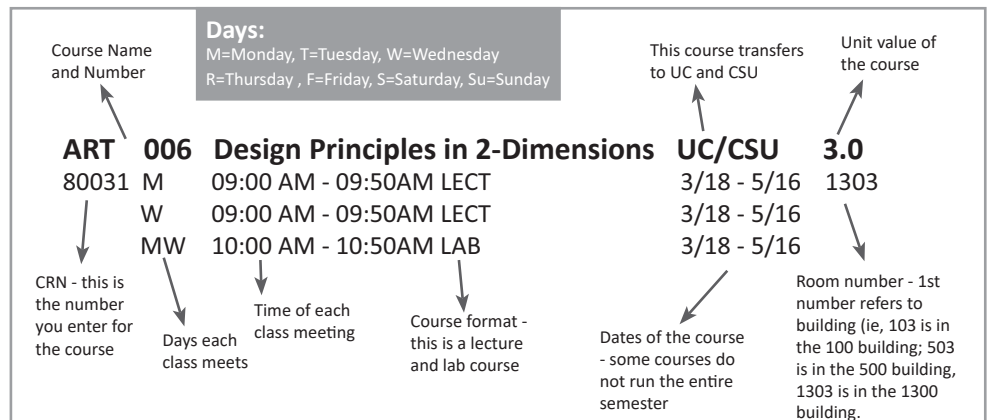 Days:
M=Monday, T=Tuesday, W=Wednesday
R=Thursday , F=Friday, S=Saturday, Su=Sunday
Course Name
and Number
This course transfers
to UC and CSU
Unit value of
the course
ART 006 Design Principles in 2-Dimensions UC/CSU 3.0
80031 M 09:00 AM - 09:50AM LECT 3/18 - 5/16 1303
W 09:00 AM - 09:50AM LECT 3/18 - 5/16
MW 10:00 AM - 10:50AM LAB 3/18 - 5/16
CRN - this is
the number
you enter for
the course
Days each
class meets
Time of each
class meeting
Course format -
this is a lecture
and lab course
Dates of the course
- some courses do
not run the entire
semester
Room number - 1st
number refers to
building (ie, 103 is in
the 100 building; 503
is in the 500 building,
1303 is in the 1300
building.